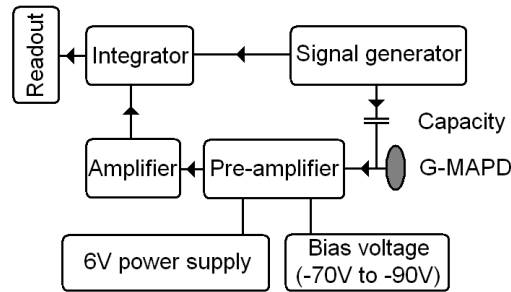 Readout
Integrator
Signal generator
Capacity
Amplifier
Pre-amplifier
G-MAPD
6V power supply
Bias voltage
(-70V to -90V)